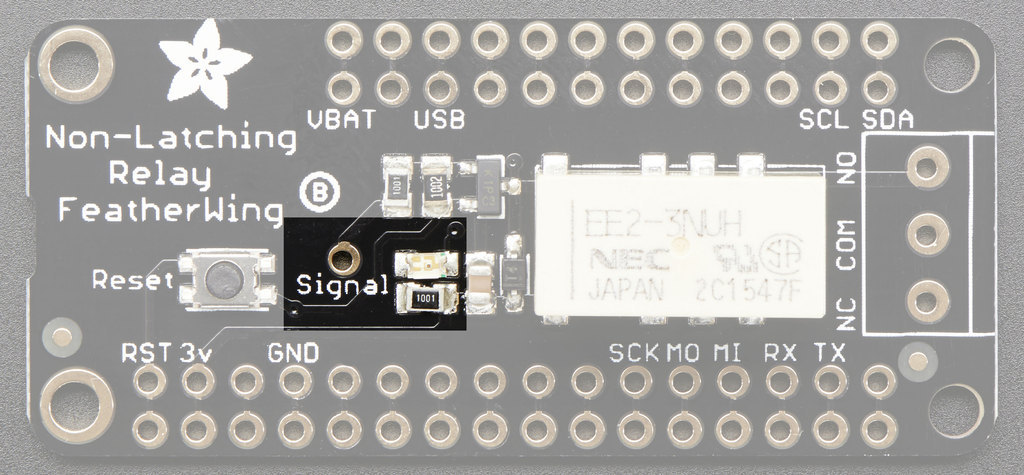 VBAT USB SCL SDA
Non-Latching
Relay
FeatherWing
B
1001 1002
NO
COM
NC
EE2-3NUH
NEC
JAPAN 2C1547F
Reset
Signal
1001
RST 3v GND SCK MO MI RX TX